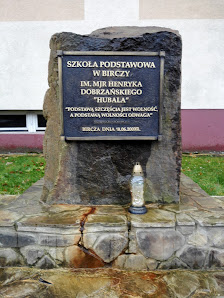 SZKOŁA PODSTAWOWA
W BIRCZY
IM. MJR HENRYKA
DOBRZAŃSKIEGO
"HUBALA"
"PODSTAWĄ SZCZĘŚCIA JEST WOLNOŚĆ,
A PODSTAWĄ WOLNOŚCI ODWAGA"
BIRCZA DNIA